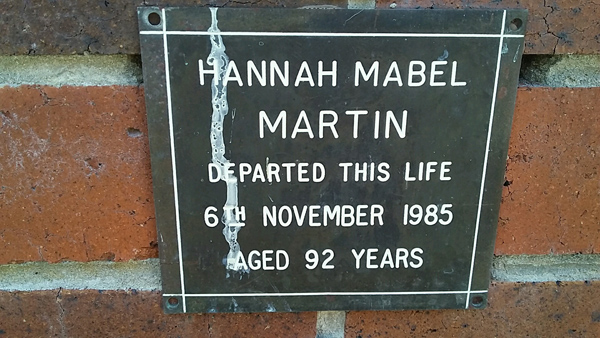 HANNAH MABEL
MARTIN
DEPARTED THIS LIFE
6TH NOVEMBER 1985
AGED 92 YEARS